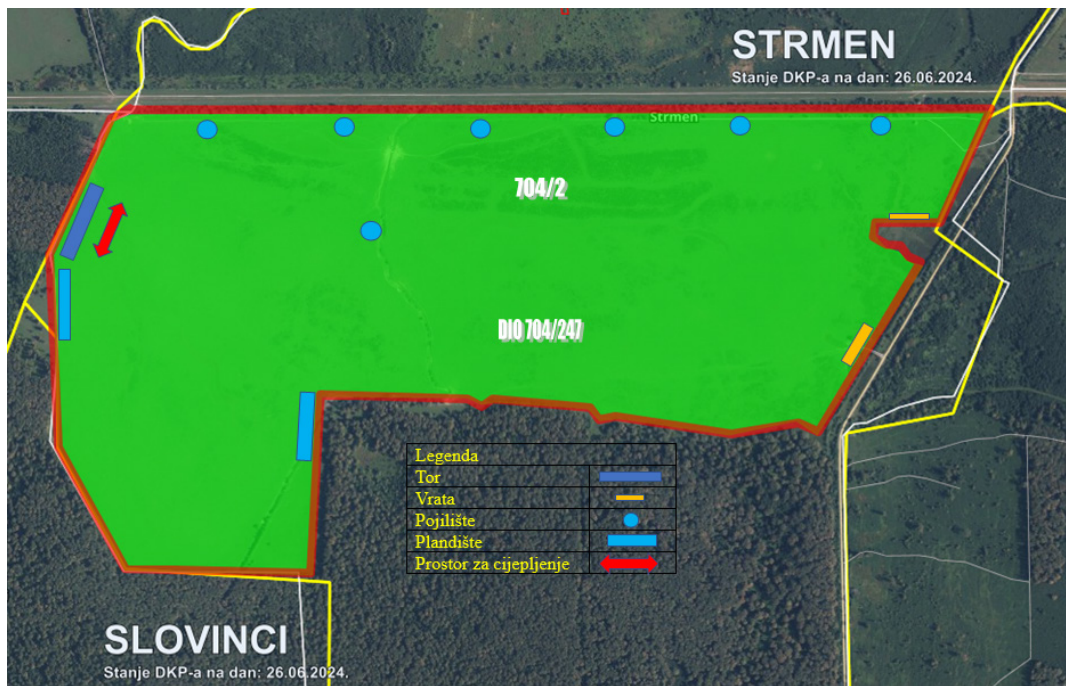 STRMEN
Stanje DKP-a na dan: 26.06.2024.
Strmen
704/2
DIO 704/247
Legenda
Tor
Vrata
Pojilište
Plandište
Prostor za cijepljenje
SLOVINCI
Stanje DKP-a na dan: 26.06.2024.